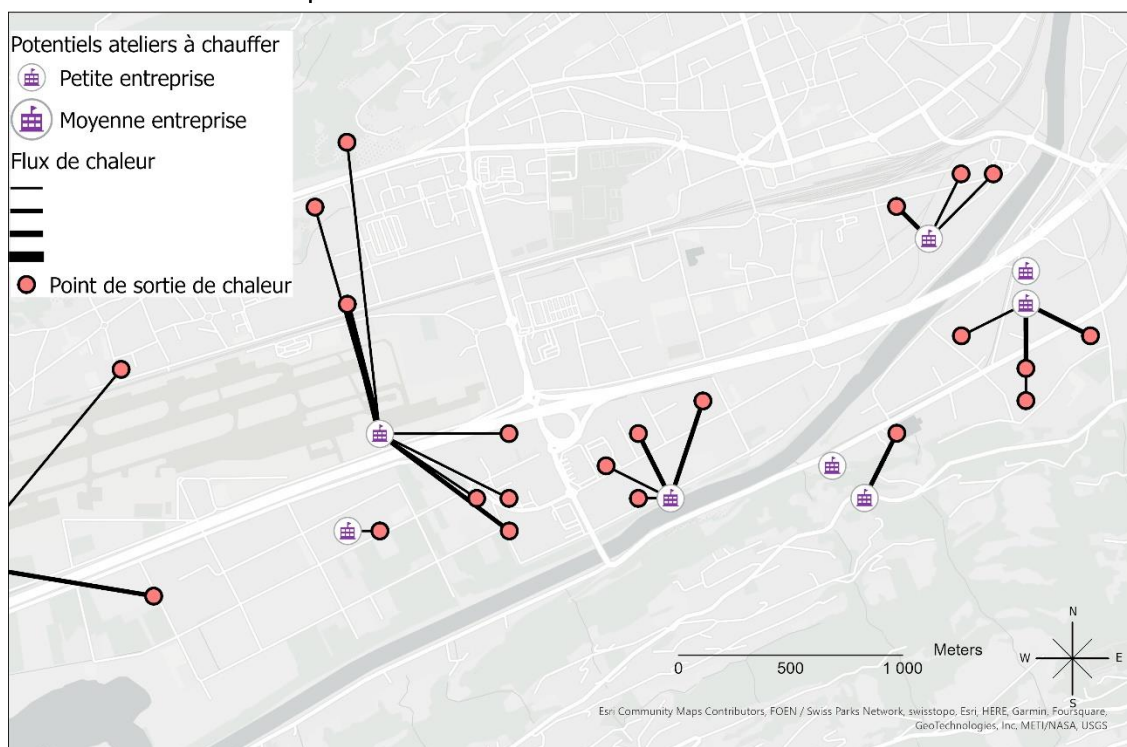 Potentiels ateliers à chauffer
Petite entreprise
Moyenne entreprise
Flux de chaleur
Point de sortie de chaleur
N
W E
S
Meters
0 500 1 000
Esri Community Maps Contributors, FOEN / Swiss Parks Network, swisstopo, Esri, HERE, Garmin, Foursquare,
GeoTechnologies, Inc, METI/NASA, USGS